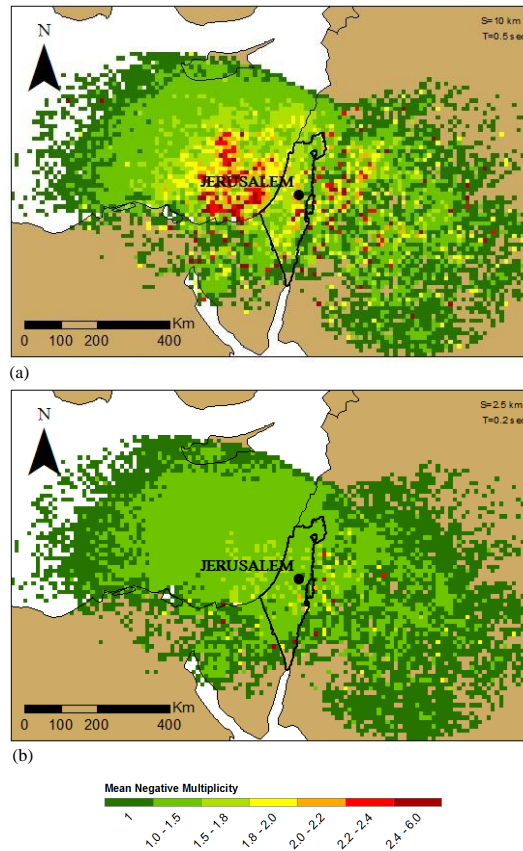 S=10 km
T=0.5 sec
N
JERUSALEM
Km
0 100 200 400
(a)
S=2.5 km
T=0.2 sec
N
JERUSALEM
Km
0 100 200 400
(b)
Mean Negative Multiplicity
1 1.0 - 1.5 1.5 - 1.8 1.8 - 2.0 2.0 - 2.2 2.2 - 2.4 2.4 - 6.0